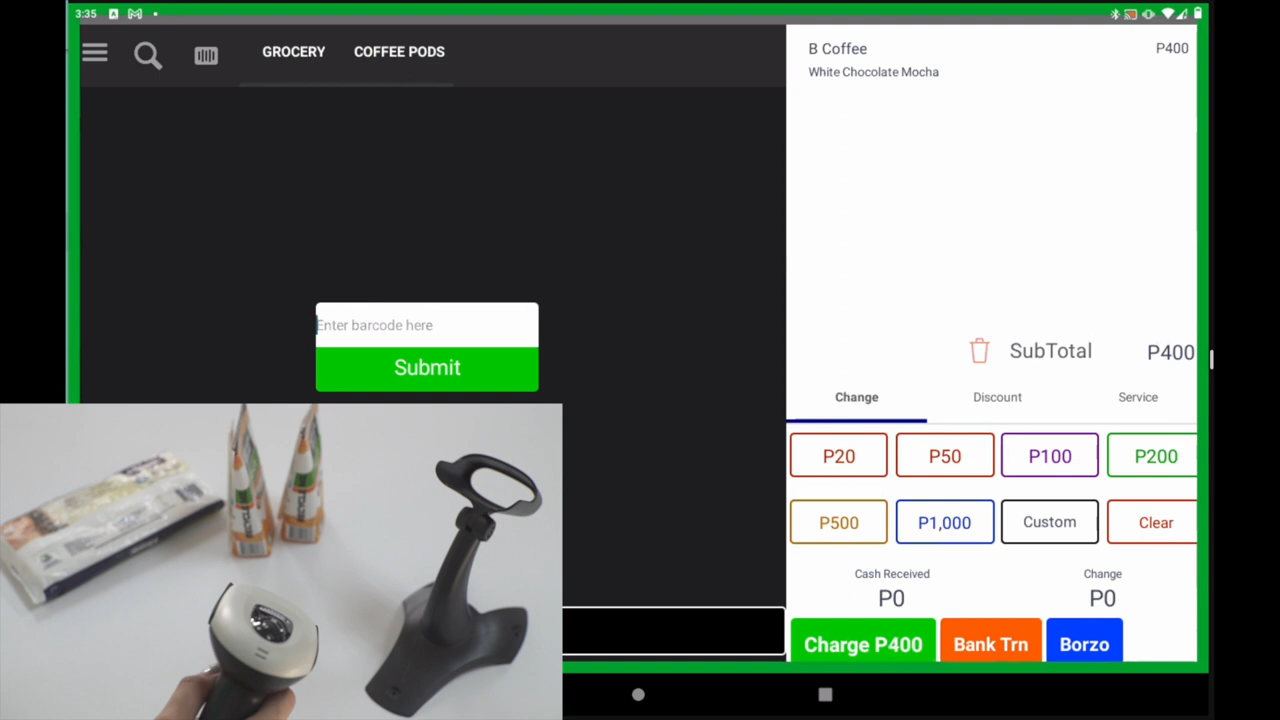 3:35
GROCERY COFFEE PODS
B Coffee P400
White Chocolate Mocha
Enter barcode here
Submit
SubTotal P400
Change Discount Service
P20 P50 P100 P200
P500 P1,000 Custom Clear
Cash Received Change
P0 P0
Charge P400 Bank Trn Borzo